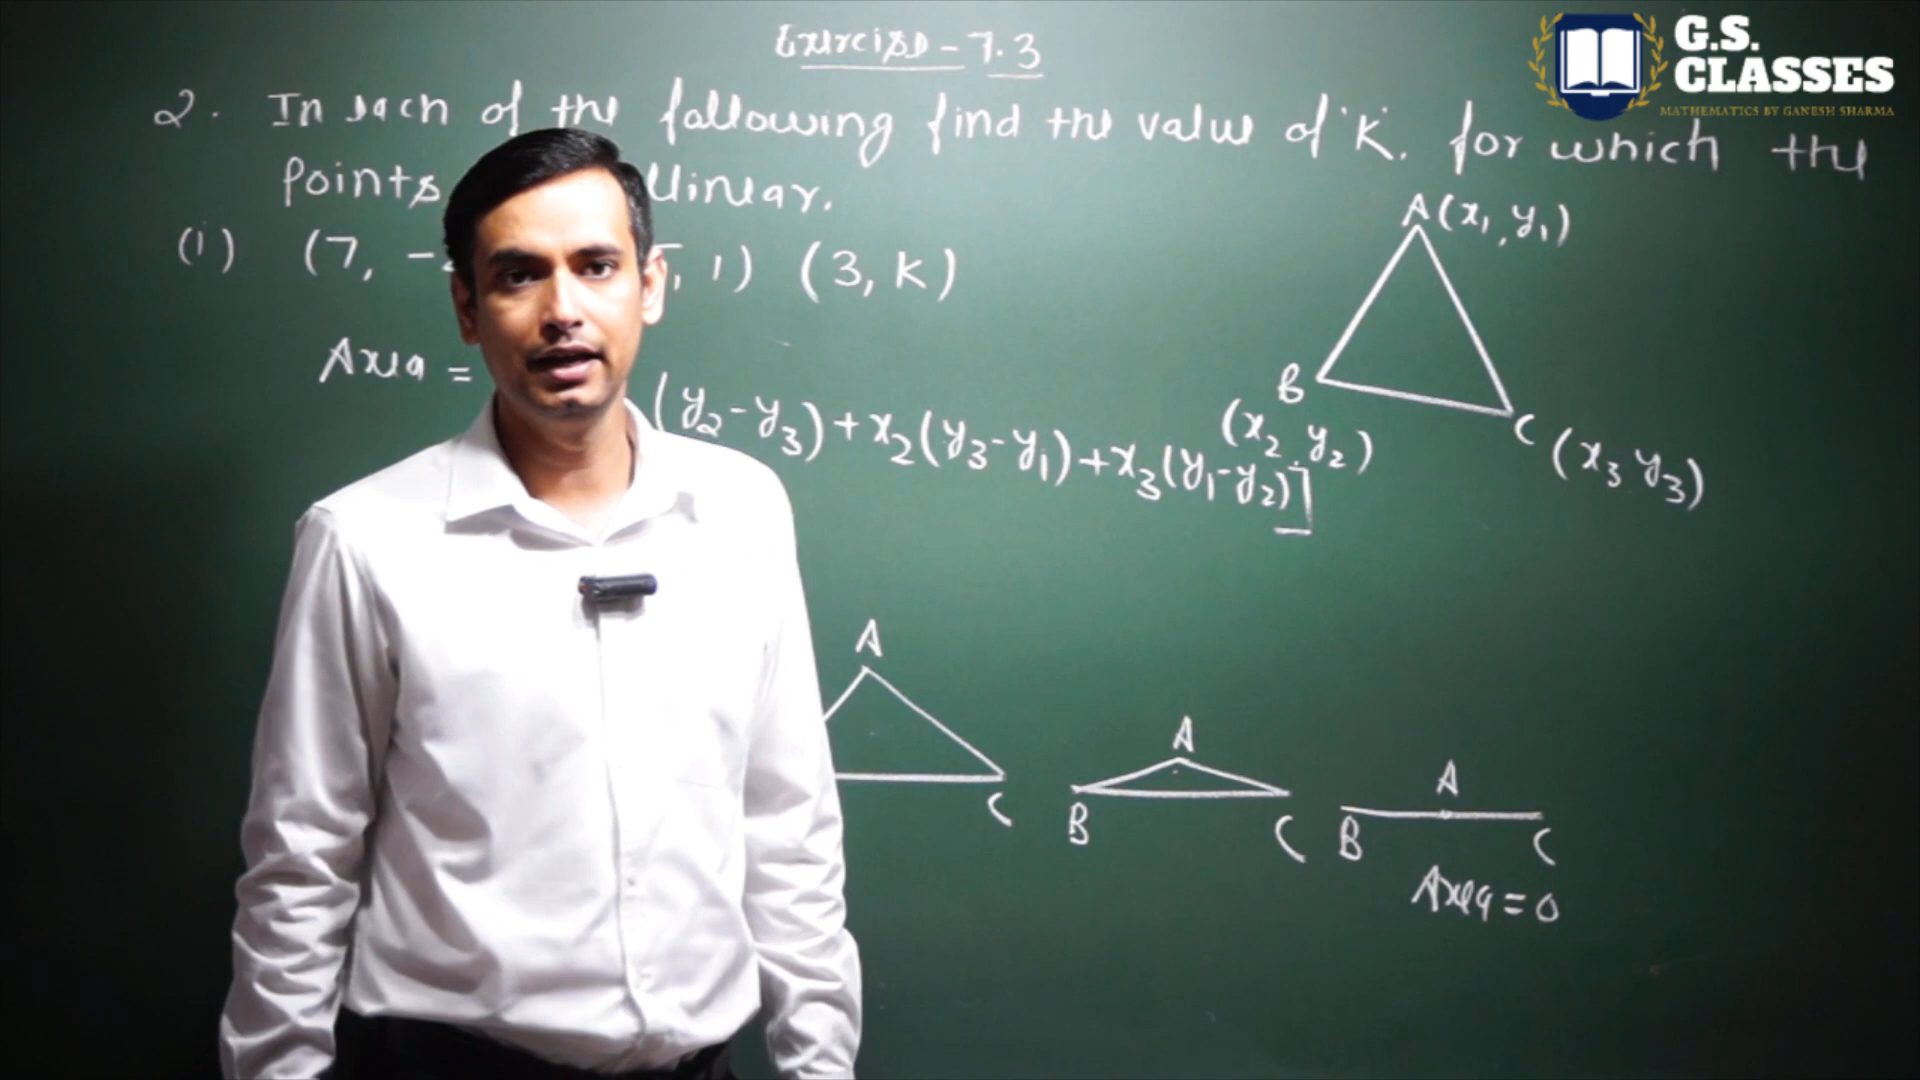 Exercise - 7.3
G.S.
CLASSES
MATHEMATICS BY GANESH SHARMA
2. In each of the following find the value of 'K'. for which the
Points llinear.
(i) (7, - , 1) (3, K)
A(x₁, y₁)
Area =
(y₂-y₃)+x₂(y₃-y₁)+x₃(y₁-y₂)]
B
(x₂, y₂)
C (x₃ y₃)
A
C
A
B C
A
B C
Area = 0